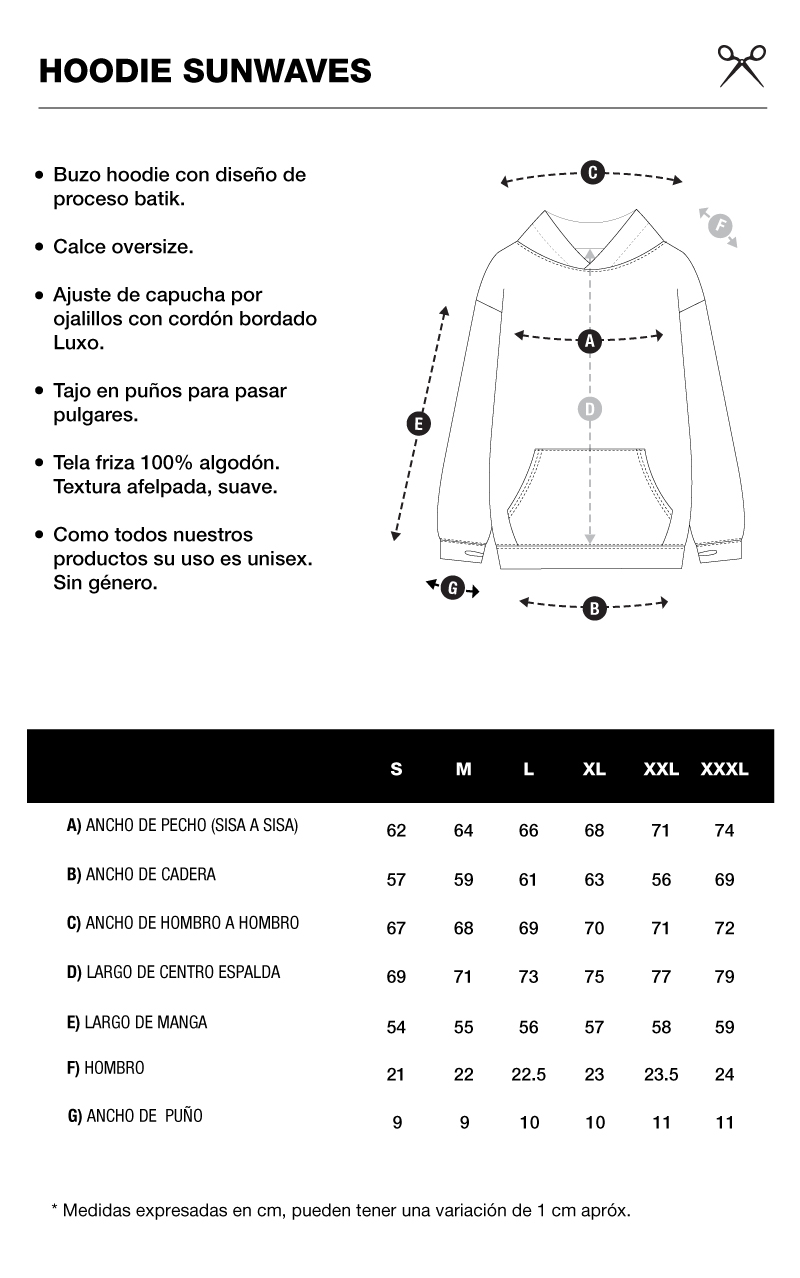 HOODIE SUNWAVES
• Buzo hoodie con diseño de
proceso batik.
• Calce oversize.
• Ajuste de capucha por
ojalillos con cordón bordado
Luxo.
• Tajo en puños para pasar
pulgares.
• Tela friza 100% algodón.
Textura afelpada, suave.
• Como todos nuestros
productos su uso es unisex.
Sin género.
C
F
A
D
E
G
B
S M L XL XXL XXXL
A) ANCHO DE PECHO (SISA A SISA) 62 64 66 68 71 74
B) ANCHO DE CADERA 57 59 61 63 56 69
C) ANCHO DE HOMBRO A HOMBRO 67 68 69 70 71 72
D) LARGO DE CENTRO ESPALDA 69 71 73 75 77 79
E) LARGO DE MANGA 54 55 56 57 58 59
F) HOMBRO 21 22 22.5 23 23.5 24
G) ANCHO DE PUÑO 9 9 10 10 11 11
* Medidas expresadas en cm, pueden tener una variación de 1 cm apróx.